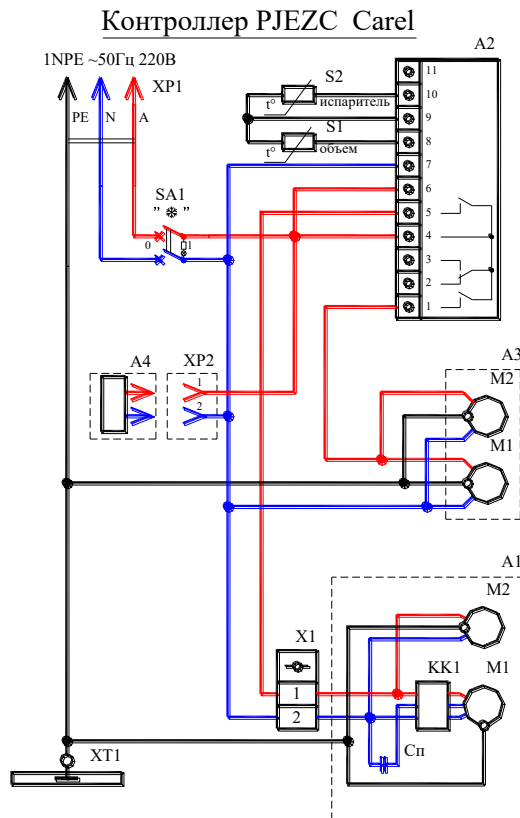 Контроллер PJEZC Carel
1NPE ~50Гц 220В
XP1
A2
PE
N
A
S2
t°
испаритель
S1
t°
объем
11
10
9
8
7
6
5
4
3
2
1
SA1
" "
0
1
A4
XP2
1
2
A3
M2
M1
A1
M2
X1
1
2
KK1
M1
Сп
XT1